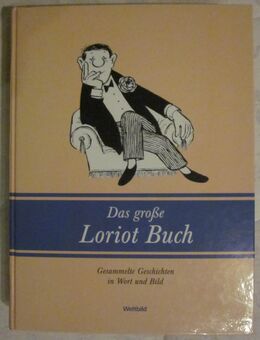 Das große
Loriot Buch
Gesammelte Geschichten
in Wort und Bild
Weltbild